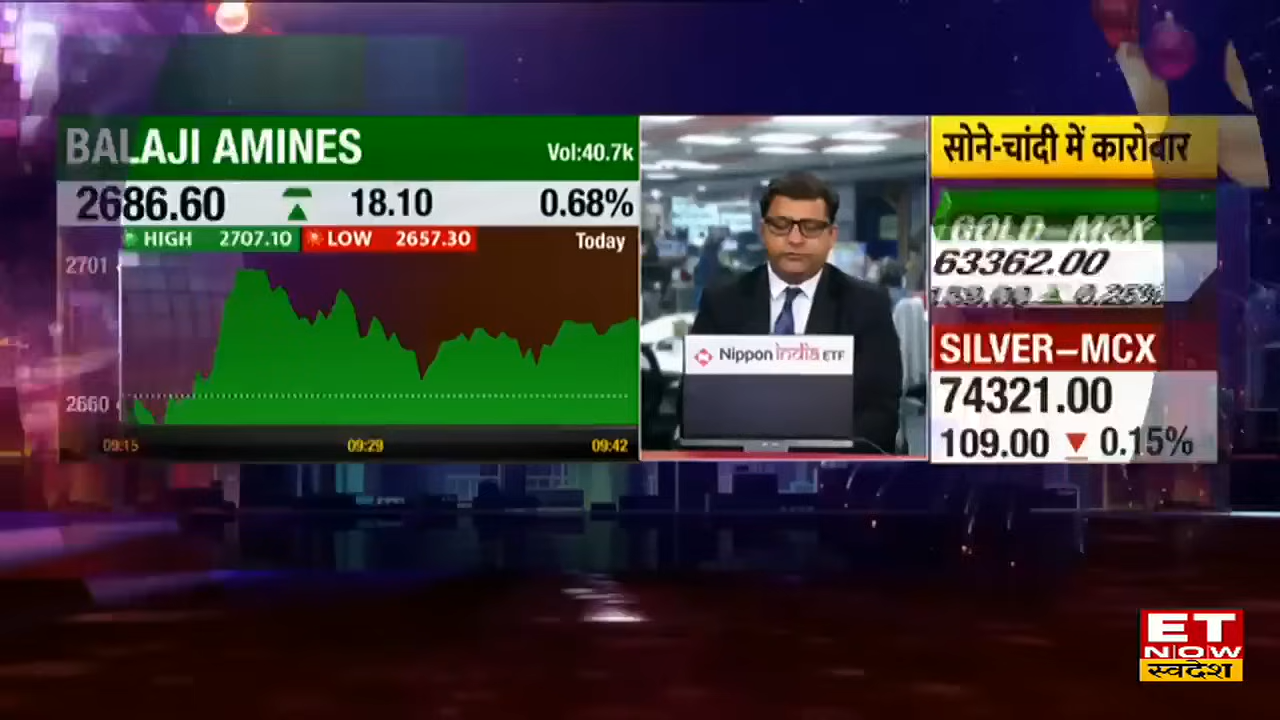 BALAJI AMINES
Vol:40.7k
2686.60 18.10 0.68%
HIGH 2707.10 LOW 2657.30 Today
2701
2660
09:15 09:29 09:42
Nippon india ETF
सोने-चांदी में कारोबार
GOLD-MCX
63362.00
0.25%
SILVER-MCX
74321.00
109.00 0.15%
ET
NOW
स्वदेश